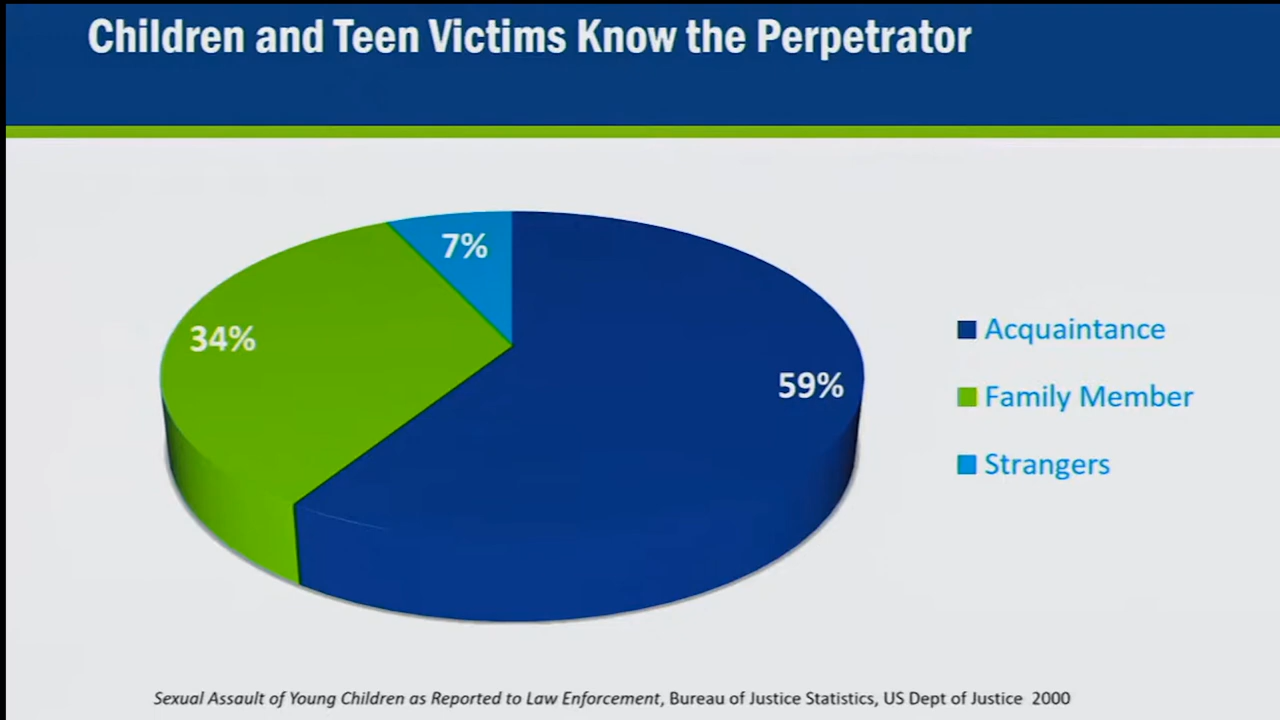 Children and Teen Victims Know the Perpetrator
7%
34%
59%
Acquaintance
Family Member
Strangers
Sexual Assault of Young Children as Reported to Law Enforcement, Bureau of Justice Statistics, US Dept of Justice 2000